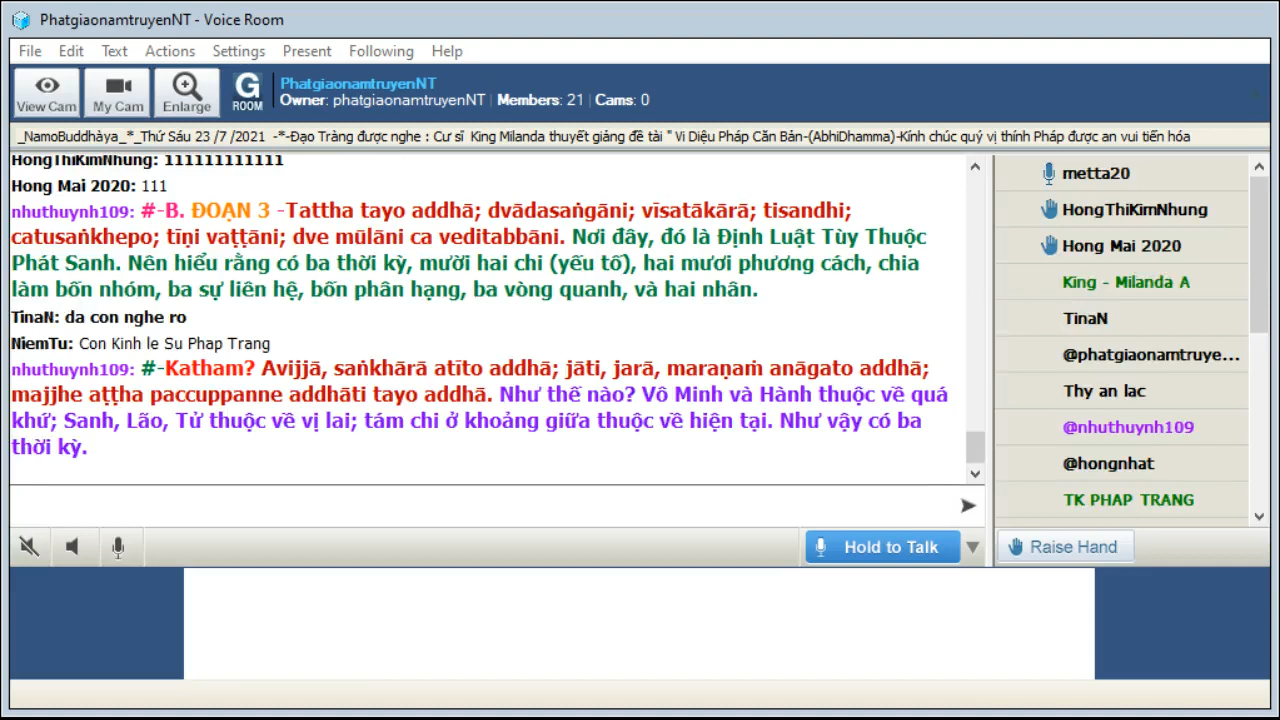 PhatgiaonamtruyenNT - Voice Room
File Edit Text Actions Settings Present Following Help
View Cam My Cam Enlarge G ROOM
PhatgiaonamtruyenNT
Owner: phatgiaonamtruyenNT | Members: 21 | Cams: 0
_NamoBuddhàya_*_Thứ Sáu 23 /7 /2021 -*-Đạo Tràng được nghe : Cư sĩ King Milanda thuyết giảng đề tài " Vi Diệu Pháp Căn Bản-(AbhiDhamma)-Kính chúc quý vị thính Pháp được an vui tiến hóa
HongThiKimNhung: 111111111111
Hong Mai 2020: 111
nhuthuynh109: #-B. ĐOẠN 3 -Tattha tayo addhā; dvādasaṅgāni; vīsatākārā; tisandhi;
catusaṅkhepo; tīṇi vaṭṭāni; dve mūlāni ca veditabbāni. Nơi đây, đó là Định Luật Tùy Thuộc
Phát Sanh. Nên hiểu rằng có ba thời kỳ, mười hai chi (yếu tố), hai mươi phương cách, chia
làm bốn nhóm, ba sự liên hệ, bốn phân hạng, ba vòng quanh, và hai nhân.
TinaN: da con nghe ro
NiemTu: Con Kinh le Su Phap Trang
nhuthuynh109: #-Katham? Avijjā, saṅkhārā atīto addhā; jāti, jarā, maraṇaṃ anāgato addhā;
majjhe aṭṭha paccuppanne addhāti tayo addhā. Như thế nào? Vô Minh và Hành thuộc về quá
khứ; Sanh, Lão, Tử thuộc về vị lai; tám chi ở khoảng giữa thuộc về hiện tại. Như vậy có ba
thời kỳ.
metta20
HongThiKimNhung
Hong Mai 2020
King - Milanda A
TinaN
@phatgiaonamtruye...
Thy an lac
@nhuthuynh109
@hongnhat
TK PHAP TRANG
Hold to Talk
Raise Hand